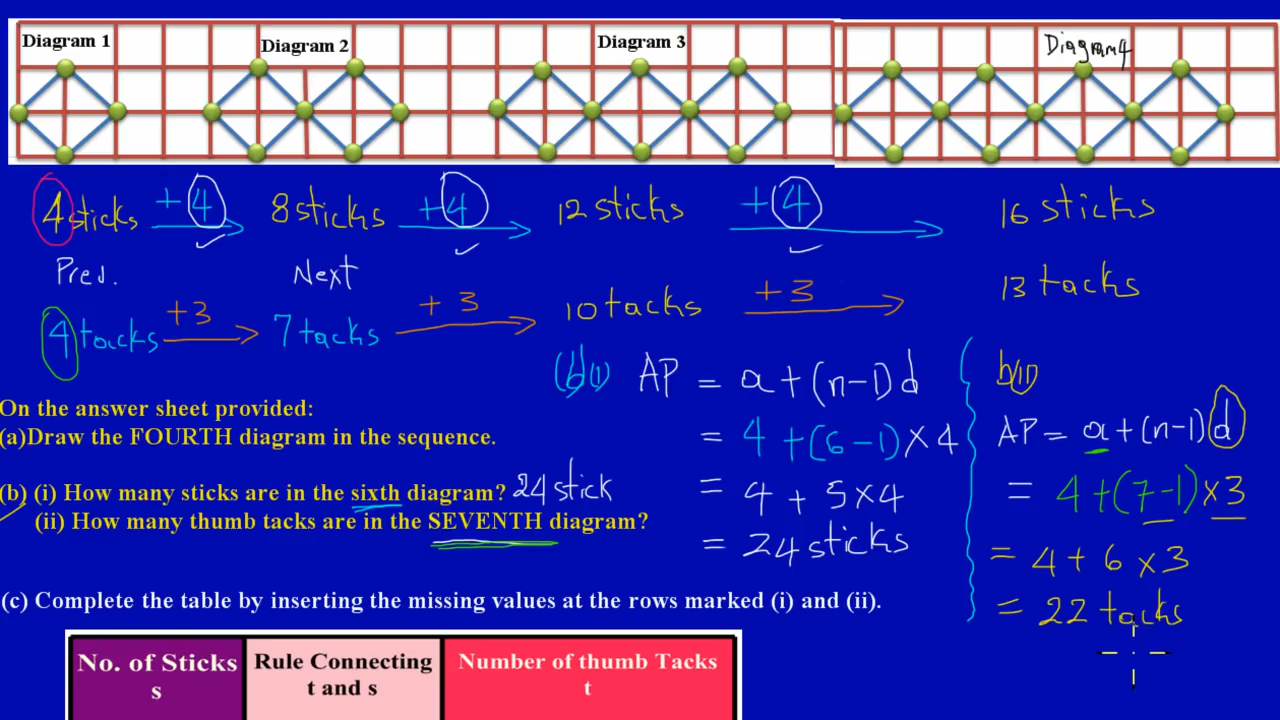 Diagram 1
Diagram 2
Diagram 3
Diagram 4
4 sticks +4 8 sticks +4 12 sticks +4 16 sticks
Pred. Next
4 tacks +3 7 tacks +3 10 tacks +3 13 tacks
(b)(i) AP = a + (n-1)d
= 4 + (6-1) × 4
= 4 + 5 × 4
= 24 sticks
b(ii)
AP = a + (n-1)d
= 4 + (7-1) × 3
= 4 + 6 × 3
= 22 tacks
On the answer sheet provided:
(a)Draw the FOURTH diagram in the sequence.
(b) (i) How many sticks are in the sixth diagram? 24 stick
(ii) How many thumb tacks are in the SEVENTH diagram?
(c) Complete the table by inserting the missing values at the rows marked (i) and (ii).
No. of Sticks
s
Rule Connecting
t and s
Number of thumb Tacks
t